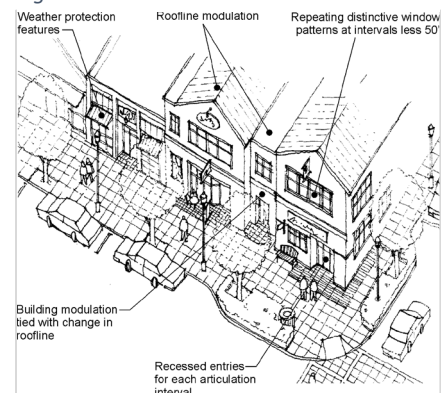 Weather protection
features
Roofline modulation
Repeating distinctive window
patterns at intervals less 50'
Building modulation
tied with change in
roofline
Recessed entries
for each articulation
interval